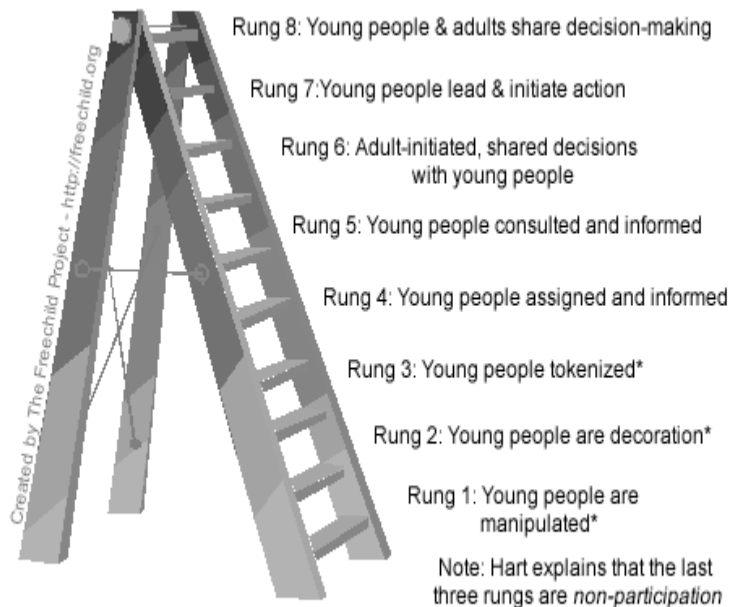 Rung 8: Young people & adults share decision-making
Rung 7:Young people lead & initiate action
Rung 6: Adult-initiated, shared decisions
with young people
Rung 5: Young people consulted and informed
Rung 4: Young people assigned and informed
Rung 3: Young people tokenized*
Rung 2: Young people are decoration*
Rung 1: Young people are
manipulated*
Note: Hart explains that the last
three rungs are non-participation
Created by The Freechild Project - http://freechild.org